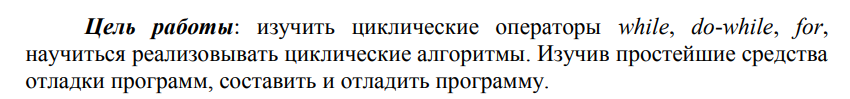 Цель работы: изучить циклические операторы while, do-while, for,
научиться реализовывать циклические алгоритмы. Изучив простейшие средства
отладки программ, составить и отладить программу.